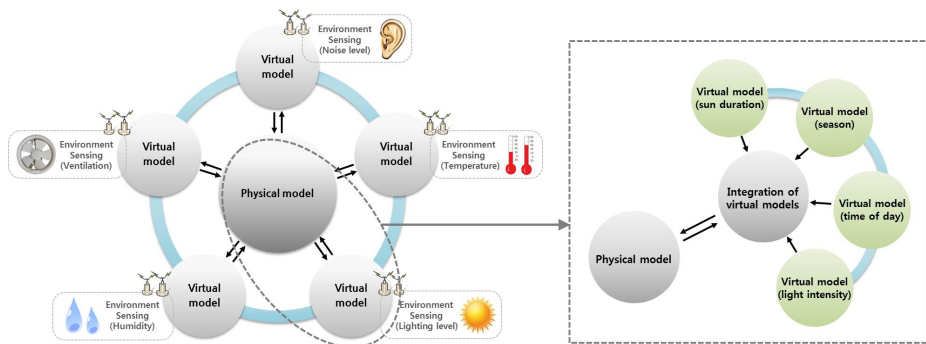 Environment
Sensing
(Noise level)
Virtual
model
Environment
Sensing
(Ventilation)
Virtual
model
Virtual
model
Environment
Sensing
(Temperature)
Physical model
Environment
Sensing
(Humidity)
Virtual
model
Virtual
model
Environment
Sensing
(Lighting level)
Virtual model
(sun duration)
Virtual model
(season)
Integration of
virtual models
Virtual model
(time of day)
Physical model
Virtual model
(light intensity)